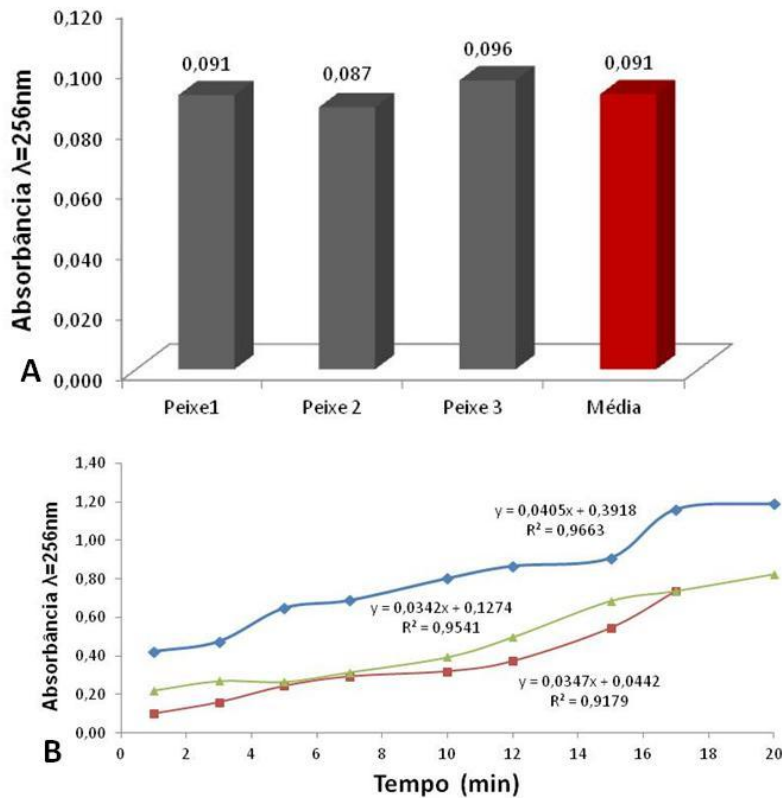 0,120
0,100
0,080
0,060
0,040
0,020
0,000
Absorbância λ=256nm
0,091
0,087
0,096
0,091
A
Peixe1
Peixe 2
Peixe 3
Média
1,40
1,20
1,00
0,80
0,60
0,40
0,20
0,00
Absorbância λ=256nm
y = 0,0405x + 0,3918
R² = 0,9663
y = 0,0342x + 0,1274
R² = 0,9541
y = 0,0347x + 0,0442
R² = 0,9179
0 2 4 6 8 10 12 14 16 18 20
B
Tempo (min)